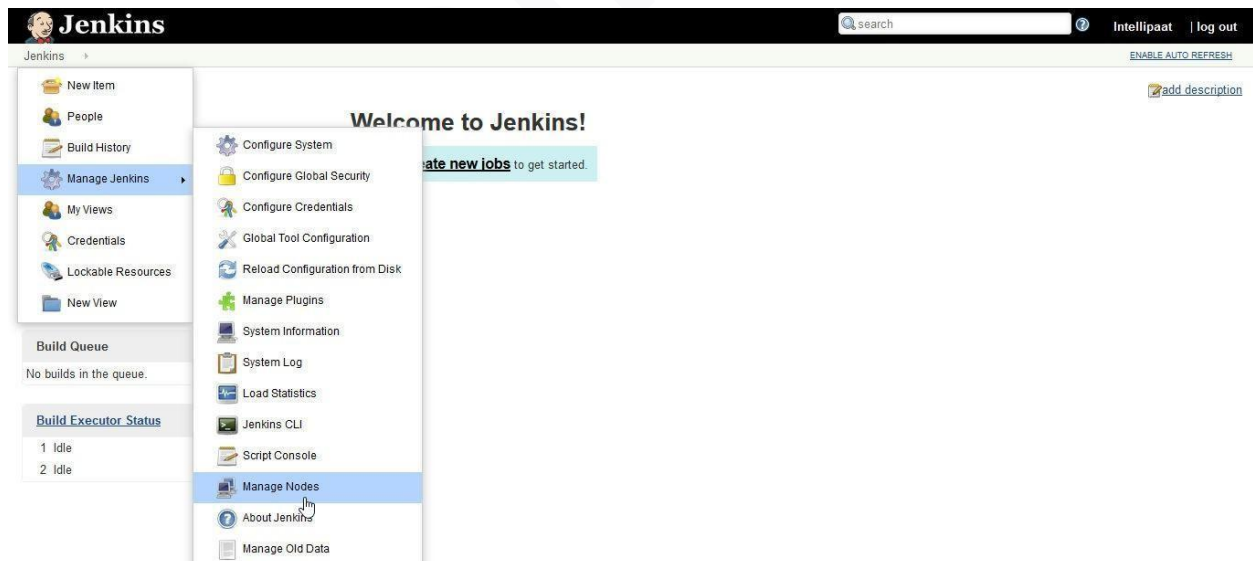 Jenkins
search
Intellipaat | log out
Jenkins
ENABLE AUTO REFRESH
New Item
People
Build History
Manage Jenkins
My Views
Credentials
Lockable Resources
New View
add description
Welcome to Jenkins!
eate new jobs to get started.
Configure System
Configure Global Security
Configure Credentials
Global Tool Configuration
Reload Configuration from Disk
Manage Plugins
System Information
System Log
Load Statistics
Jenkins CLI
Script Console
Manage Nodes
About Jenkins
Manage Old Data
Build Queue
No builds in the queue.
Build Executor Status
1 Idle
2 Idle